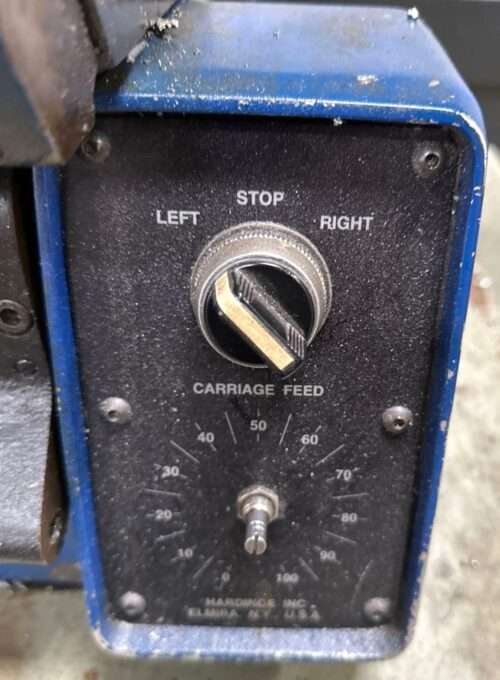 STOP
LEFT RIGHT
CARRIAGE FEED
50
40 60
30 70
20 80
10 90
0 100
HARDINGE INC
ELMIRA, N.Y. U.S.A.